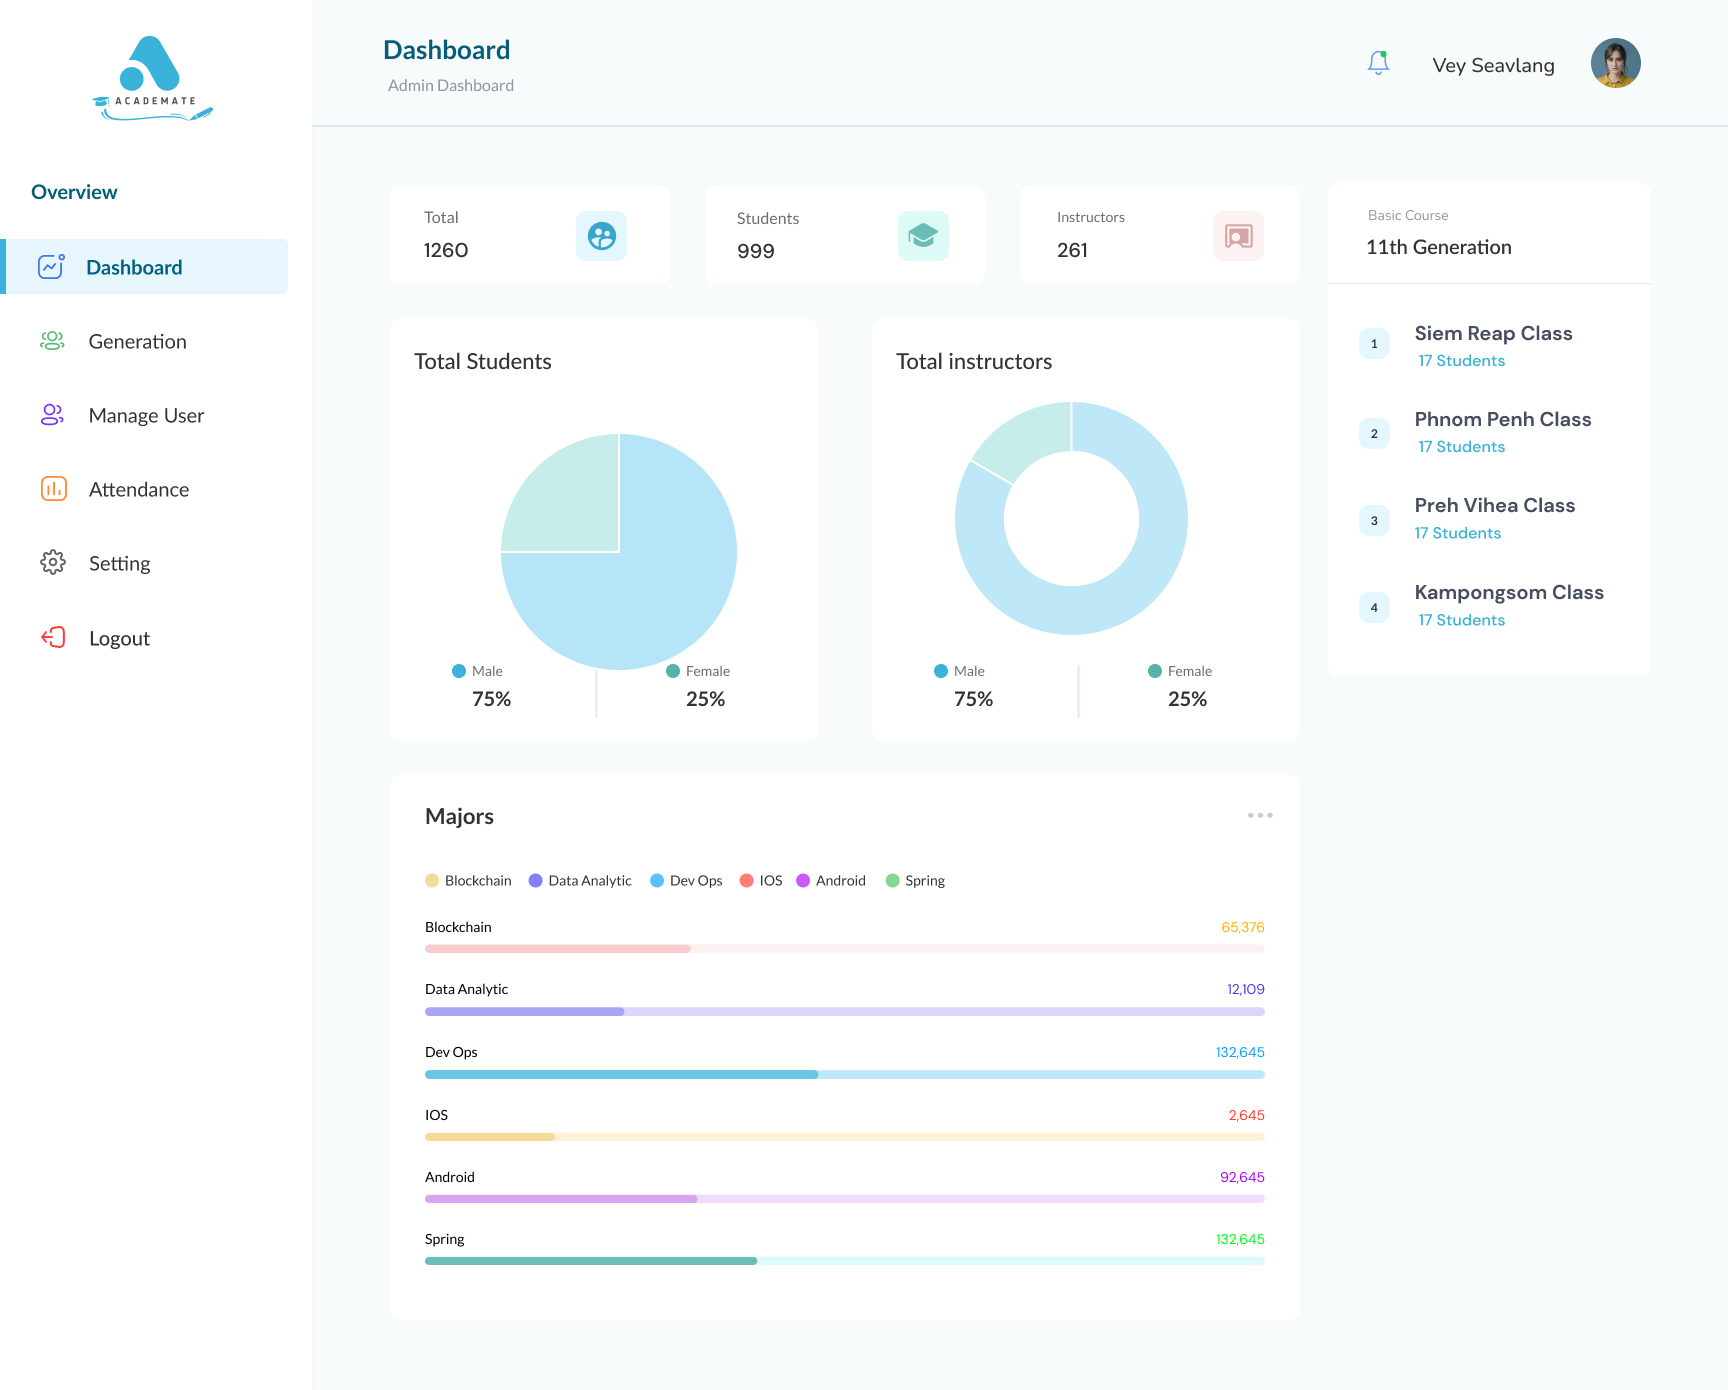 ACADEMATE
Overview
Dashboard
Generation
Manage User
Attendance
Setting
Logout
Dashboard
Admin Dashboard
Vey Seavlang
Total
1260
Students
999
Instructors
261
Basic Course
11th Generation
1
Siem Reap Class
17 Students
2
Phnom Penh Class
17 Students
3
Preh Vihea Class
17 Students
4
Kampongsom Class
17 Students
Total Students
Male
75%
Female
25%
Total instructors
Male
75%
Female
25%
Majors
Blockchain Data Analytic Dev Ops IOS Android Spring
Blockchain 65,376
Data Analytic 12,109
Dev Ops 132,645
IOS 2,645
Android 92,645
Spring 132,645